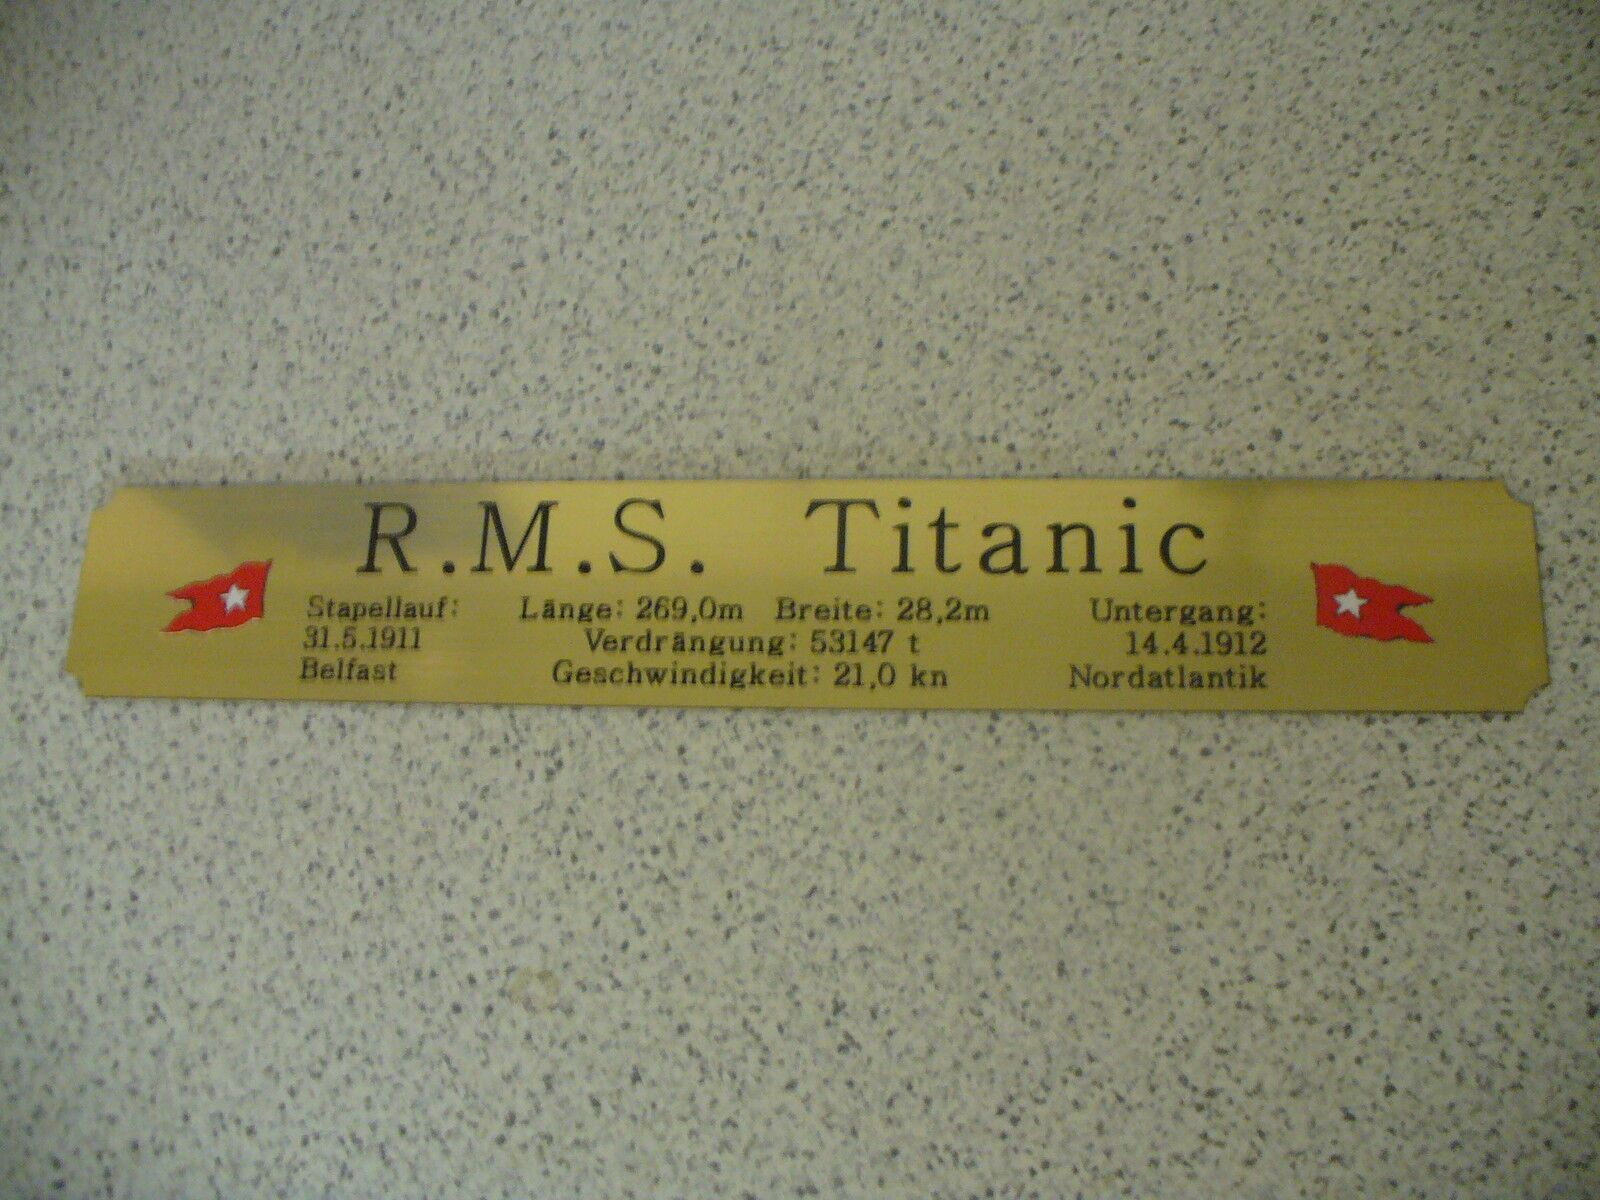 R.M.S. Titanic
Stapellauf:
31.5.1911
Belfast
Länge: 269,0m Breite: 28,2m
Verdrängung: 53147 t
Geschwindigkeit: 21,0 kn
Untergang:
14.4.1912
Nordatlantik